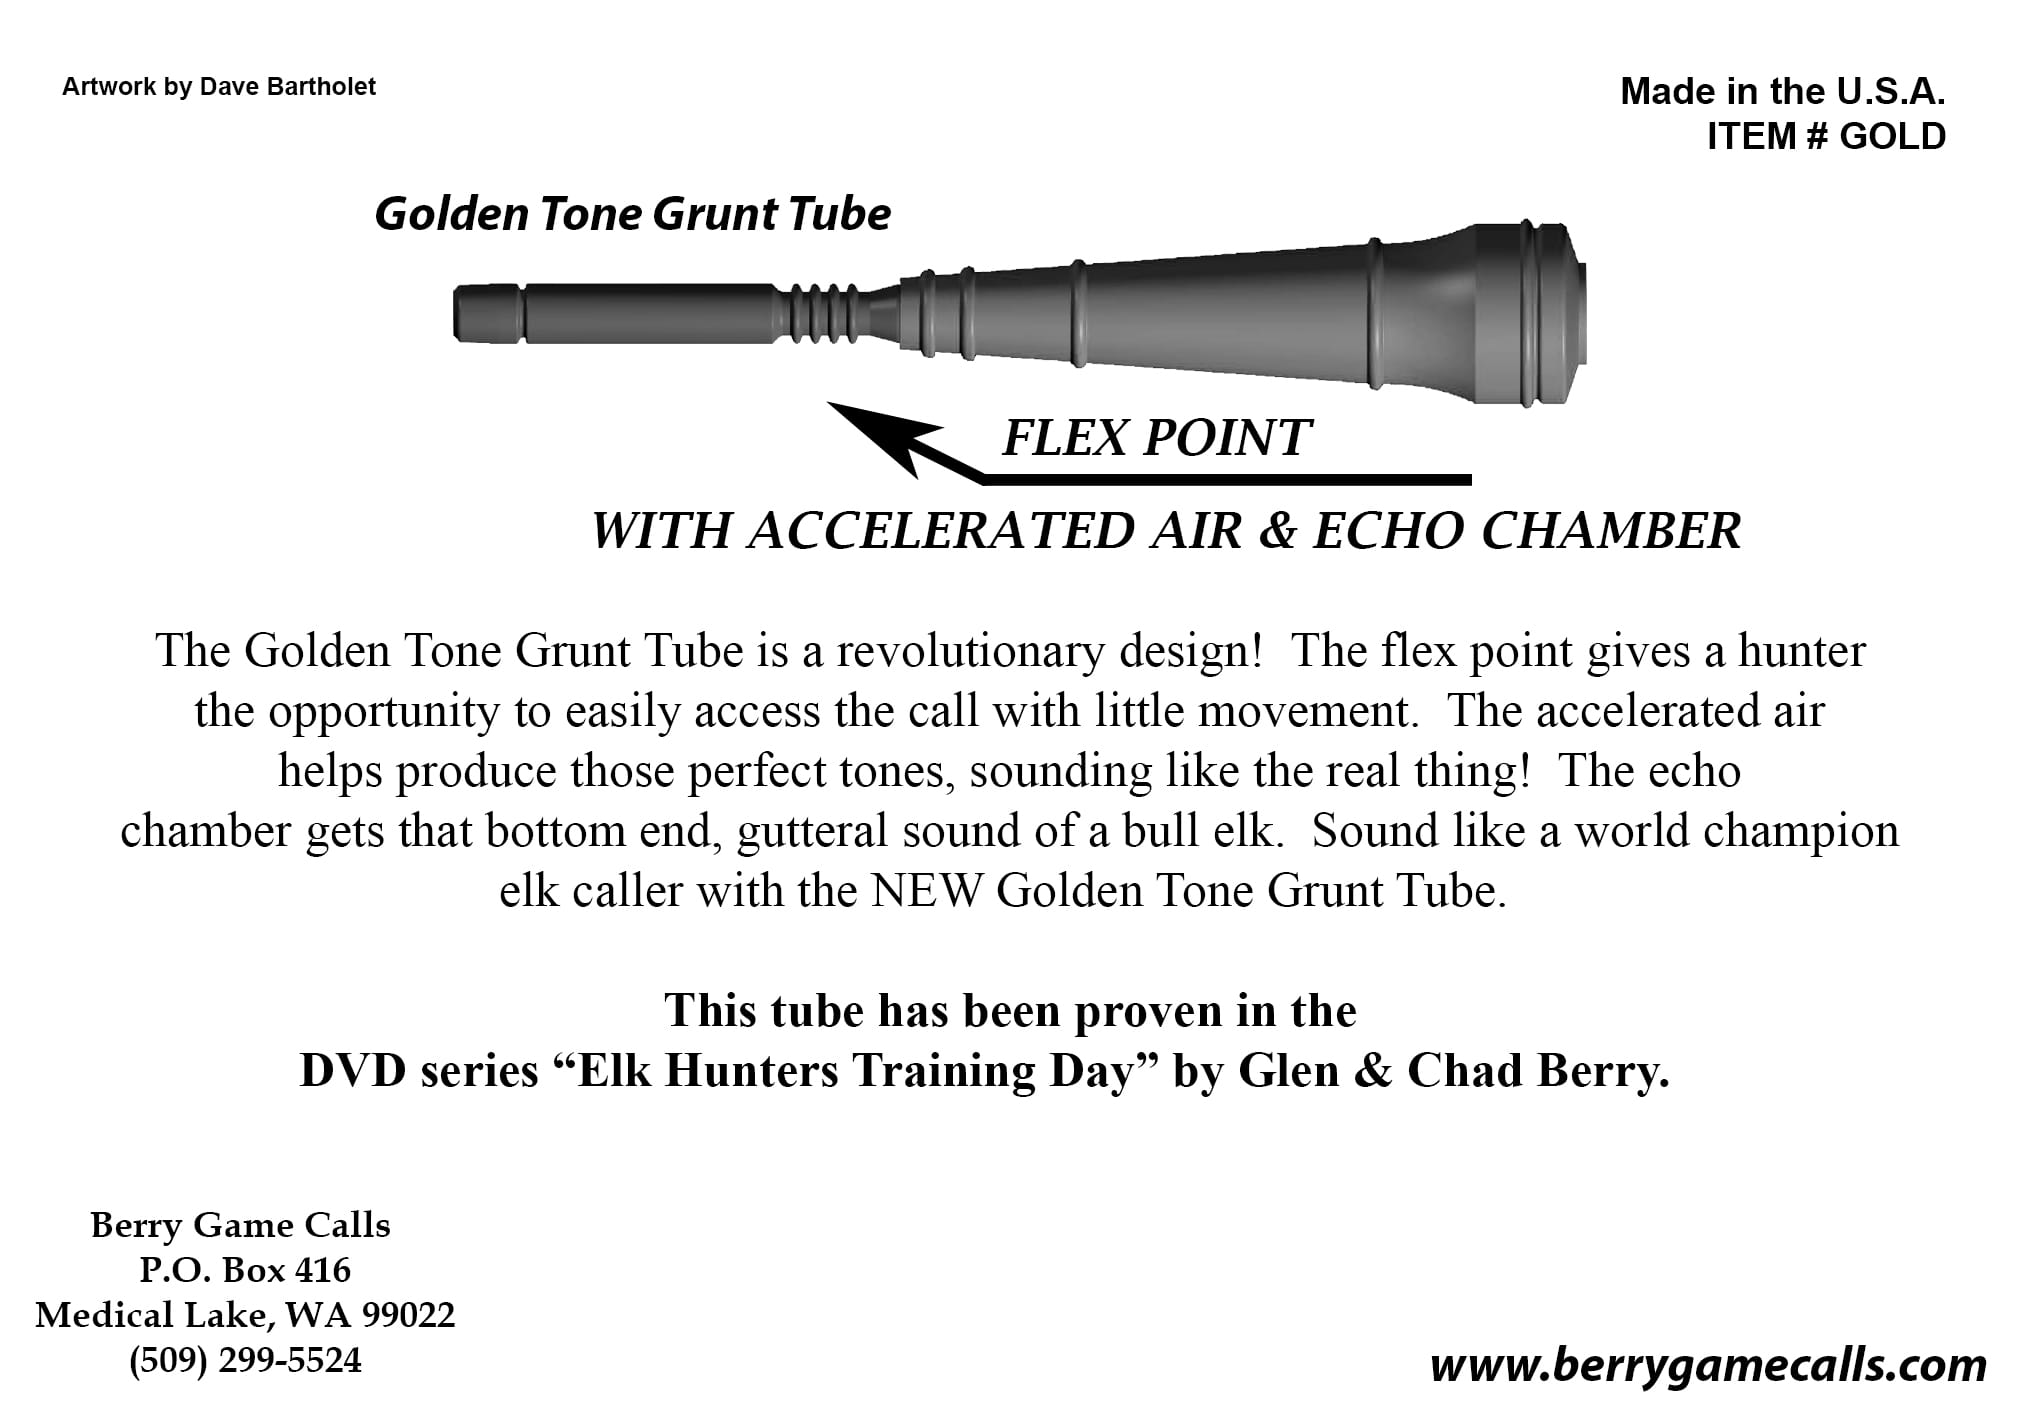 Artwork by Dave Bartholet
Made in the U.S.A.
ITEM # GOLD
Golden Tone Grunt Tube
FLEX POINT
WITH ACCELERATED AIR & ECHO CHAMBER
The Golden Tone Grunt Tube is a revolutionary design!  The flex point gives a hunter
the opportunity to easily access the call with little movement.  The accelerated air
helps produce those perfect tones, sounding like the real thing!  The echo
chamber gets that bottom end, gutteral sound of a bull elk.  Sound like a world champion
elk caller with the NEW Golden Tone Grunt Tube.
This tube has been proven in the
DVD series “Elk Hunters Training Day” by Glen & Chad Berry.
Berry Game Calls
P.O. Box 416
Medical Lake, WA 99022
(509) 299-5524
www.berrygamecalls.com